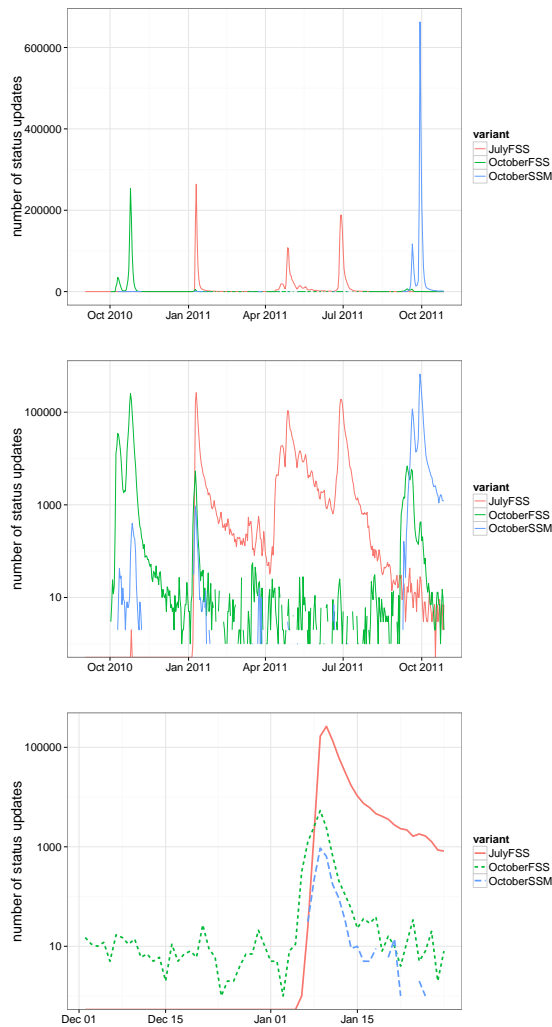 number of status updates
600000
400000
200000
0
Oct 2010
Jan 2011
Apr 2011
Jul 2011
Oct 2011
variant
JulyFSS
OctoberFSS
OctoberSSM
number of status updates
100000
1000
10
Oct 2010
Jan 2011
Apr 2011
Jul 2011
Oct 2011
variant
JulyFSS
OctoberFSS
OctoberSSM
number of status updates
100000
1000
10
Dec 01
Dec 15
Jan 01
Jan 15
variant
JulyFSS
OctoberFSS
OctoberSSM